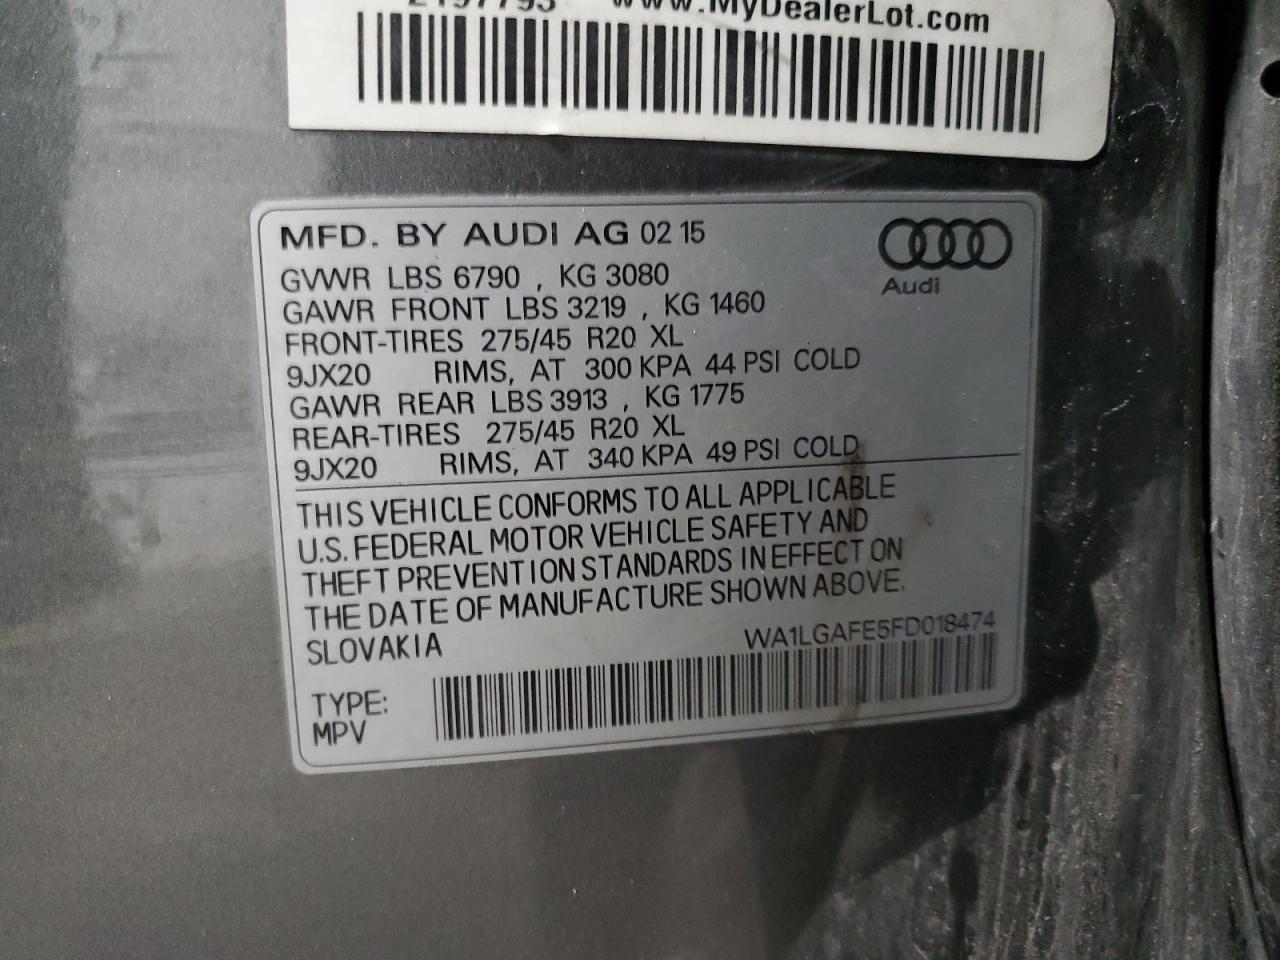 www.MyDealerLot.com
MFD. BY AUDI AG 02 15
Audi
GVWR LBS 6790 , KG 3080
GAWR FRONT LBS 3219 , KG 1460
FRONT-TIRES 275/45 R20 XL
9JX20 RIMS, AT 300 KPA 44 PSI COLD
GAWR REAR LBS 3913 , KG 1775
REAR-TIRES 275/45 R20 XL
9JX20 RIMS, AT 340 KPA 49 PSI COLD
THIS VEHICLE CONFORMS TO ALL APPLICABLE
U.S. FEDERAL MOTOR VEHICLE SAFETY AND
THEFT PREVENTION STANDARDS IN EFFECT ON
THE DATE OF MANUFACTURE SHOWN ABOVE.
SLOVAKIA
WA1LGAFE5FD018474
TYPE:
MPV